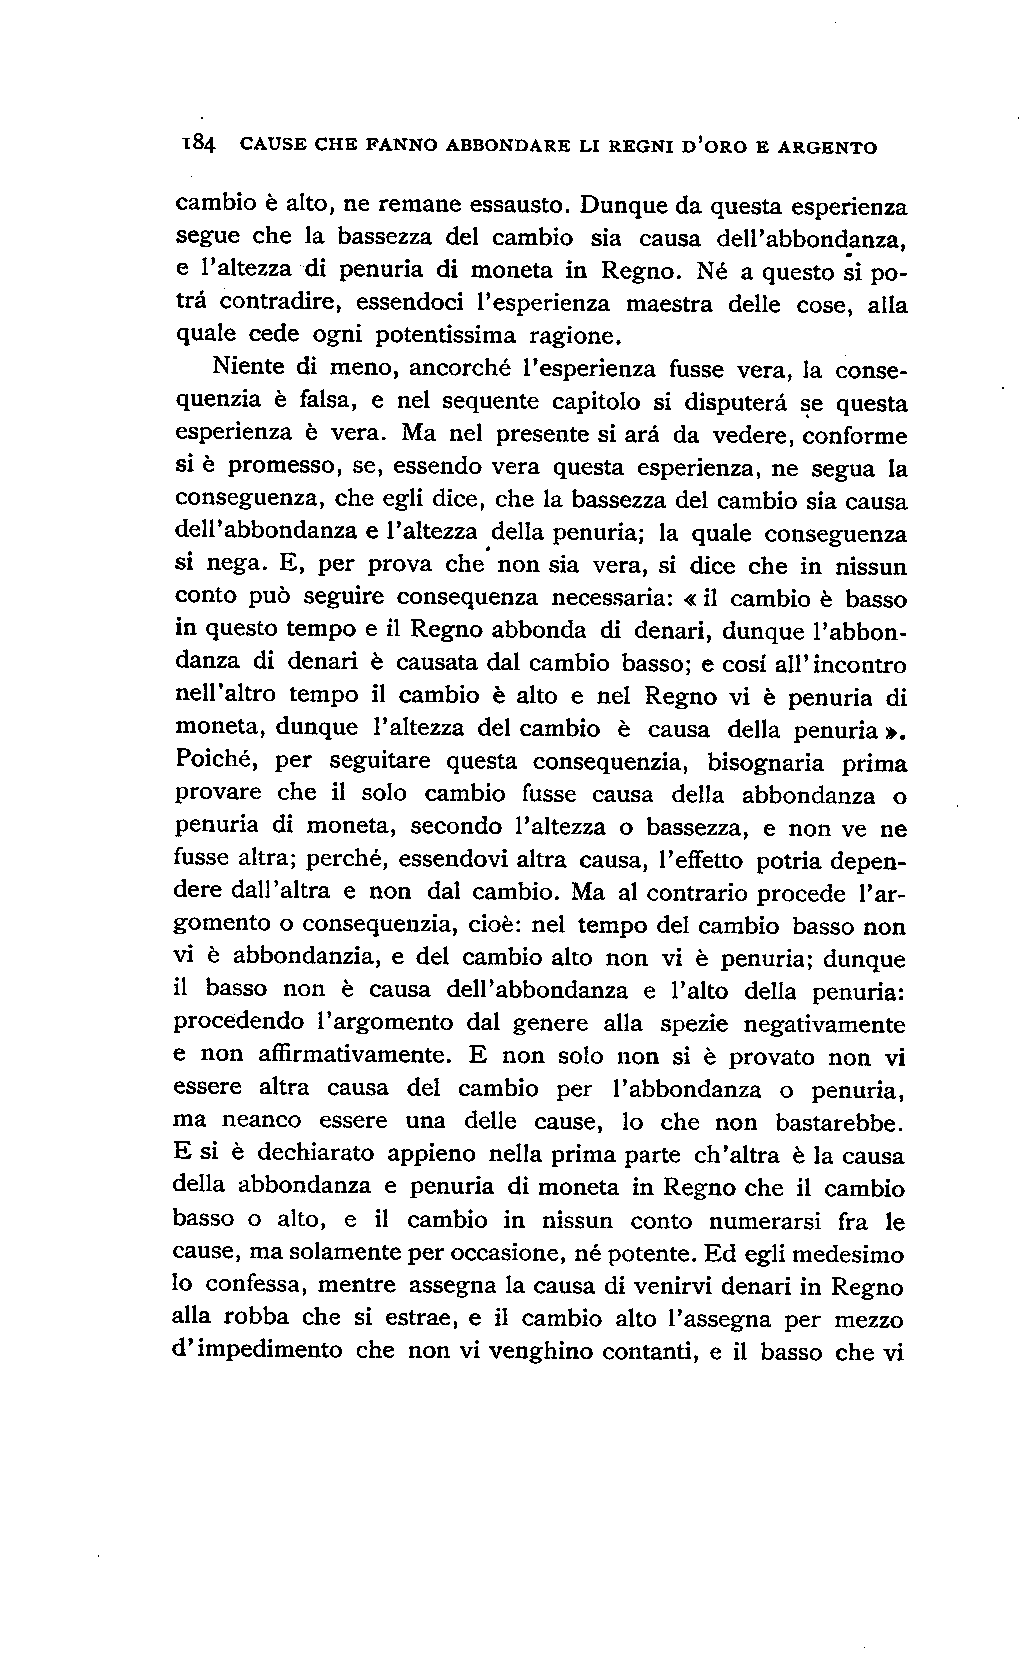 184 CAUSE CHE FANNO ABBONDARE LI REGNI D'ORO E ARGENTO
cambio è alto, ne remane essausto. Dunque da questa esperienza
segue che la bassezza del cambio sia causa dell'abbondanza,
e l'altezza di penuria di moneta in Regno. Né a questo si po-
trá contradire, essendoci l'esperienza maestra delle cose, alla
quale cede ogni potentissima ragione.
Niente di meno, ancorché l'esperienza fusse vera, la conse-
quenzia è falsa, e nel sequente capitolo si disputerá se questa
esperienza è vera. Ma nel presente si ará da vedere, conforme
si è promesso, se, essendo vera questa esperienza, ne segua la
conseguenza, che egli dice, che la bassezza del cambio sia causa
dell'abbondanza e l'altezza della penuria; la quale conseguenza
si nega. E, per prova che non sia vera, si dice che in nissun
conto può seguire consequenza necessaria: « il cambio è basso
in questo tempo e il Regno abbonda di denari, dunque l'abbon-
danza di denari è causata dal cambio basso; e cosí all'incontro
nell'altro tempo il cambio è alto e nel Regno vi è penuria di
moneta, dunque l'altezza del cambio è causa della penuria ».
Poiché, per seguitare questa consequenzia, bisognaria prima
provare che il solo cambio fusse causa della abbondanza o
penuria di moneta, secondo l'altezza o bassezza, e non ve ne
fusse altra; perché, essendovi altra causa, l'effetto potria depen-
dere dall'altra e non dal cambio. Ma al contrario procede l'ar-
gomento o consequenzia, cioè: nel tempo del cambio basso non
vi è abbondanzia, e del cambio alto non vi è penuria; dunque
il basso non è causa dell'abbondanza e l'alto della penuria:
procedendo l'argomento dal genere alla spezie negativamente
e non affirmativamente. E non solo non si è provato non vi
essere altra causa del cambio per l'abbondanza o penuria,
ma neanco essere una delle cause, lo che non bastarebbe.
E si è dechiarato appieno nella prima parte ch'altra è la causa
della abbondanza e penuria di moneta in Regno che il cambio
basso o alto, e il cambio in nissun conto numerarsi fra le
cause, ma solamente per occasione, né potente. Ed egli medesimo
lo confessa, mentre assegna la causa di venirvi denari in Regno
alla robba che si estrae, e il cambio alto l'assegna per mezzo
d'impedimento che non vi venghino contanti, e il basso che vi